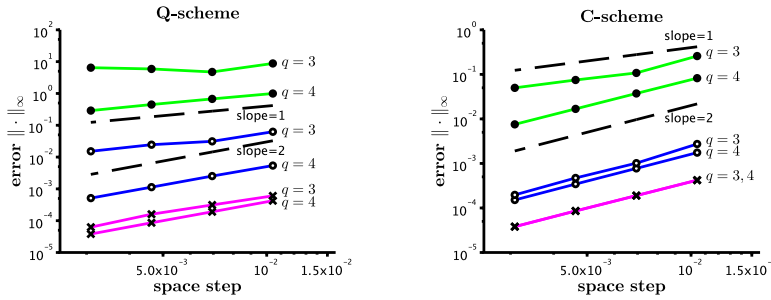 Q-scheme
10^2
10^1
10^0
10^-1
10^-2
10^-3
10^-4
10^-5
error ‖ · ‖∞
q = 3
q = 4
slope=1
q = 3
slope=2
q = 4
q = 3
q = 4
5.0x10^-3
10^-2
1.5x10^-2
space step
C-scheme
10^0
10^-1
10^-2
10^-3
10^-4
10^-5
error ‖ · ‖∞
slope=1
q = 3
q = 4
slope=2
q = 3
q = 4
q = 3, 4
5.0x10^-3
10^-2
1.5x10^-
space step